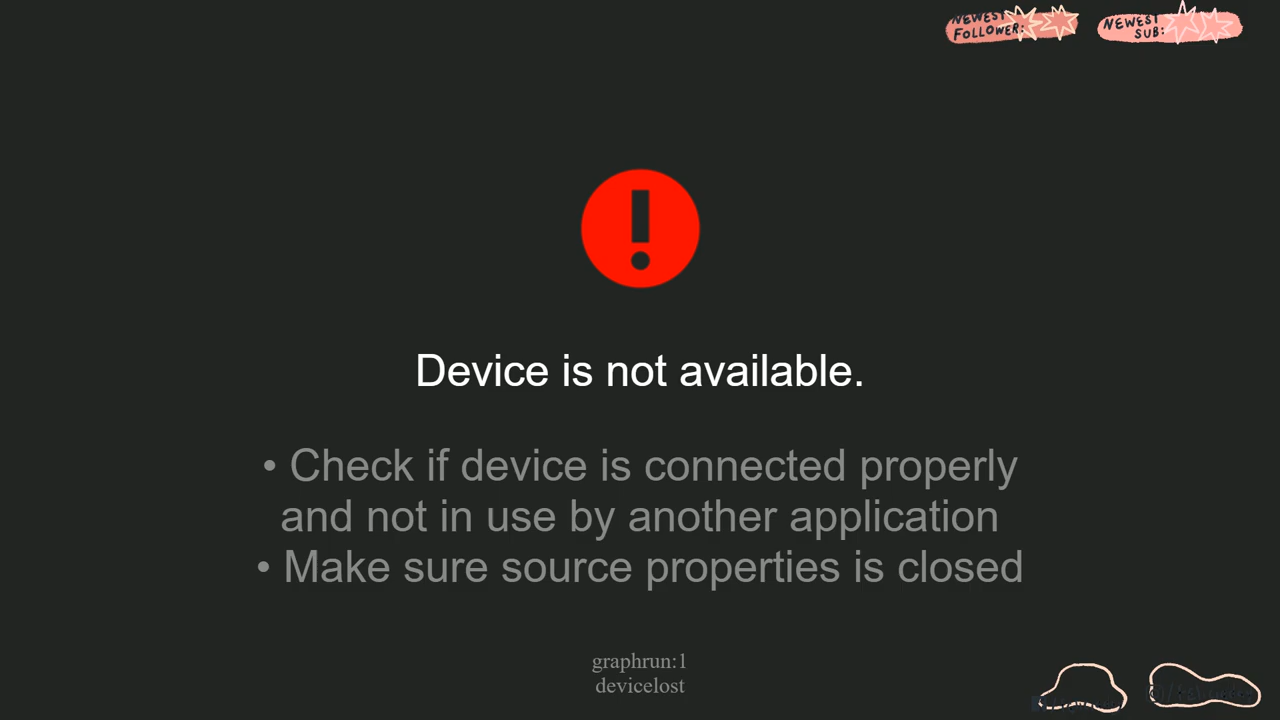 NEWEST
FOLLOWER:
NEWEST
SUB:
Device is not available.
• Check if device is connected properly
and not in use by another application
• Make sure source properties is closed
graphrun:1
devicelost